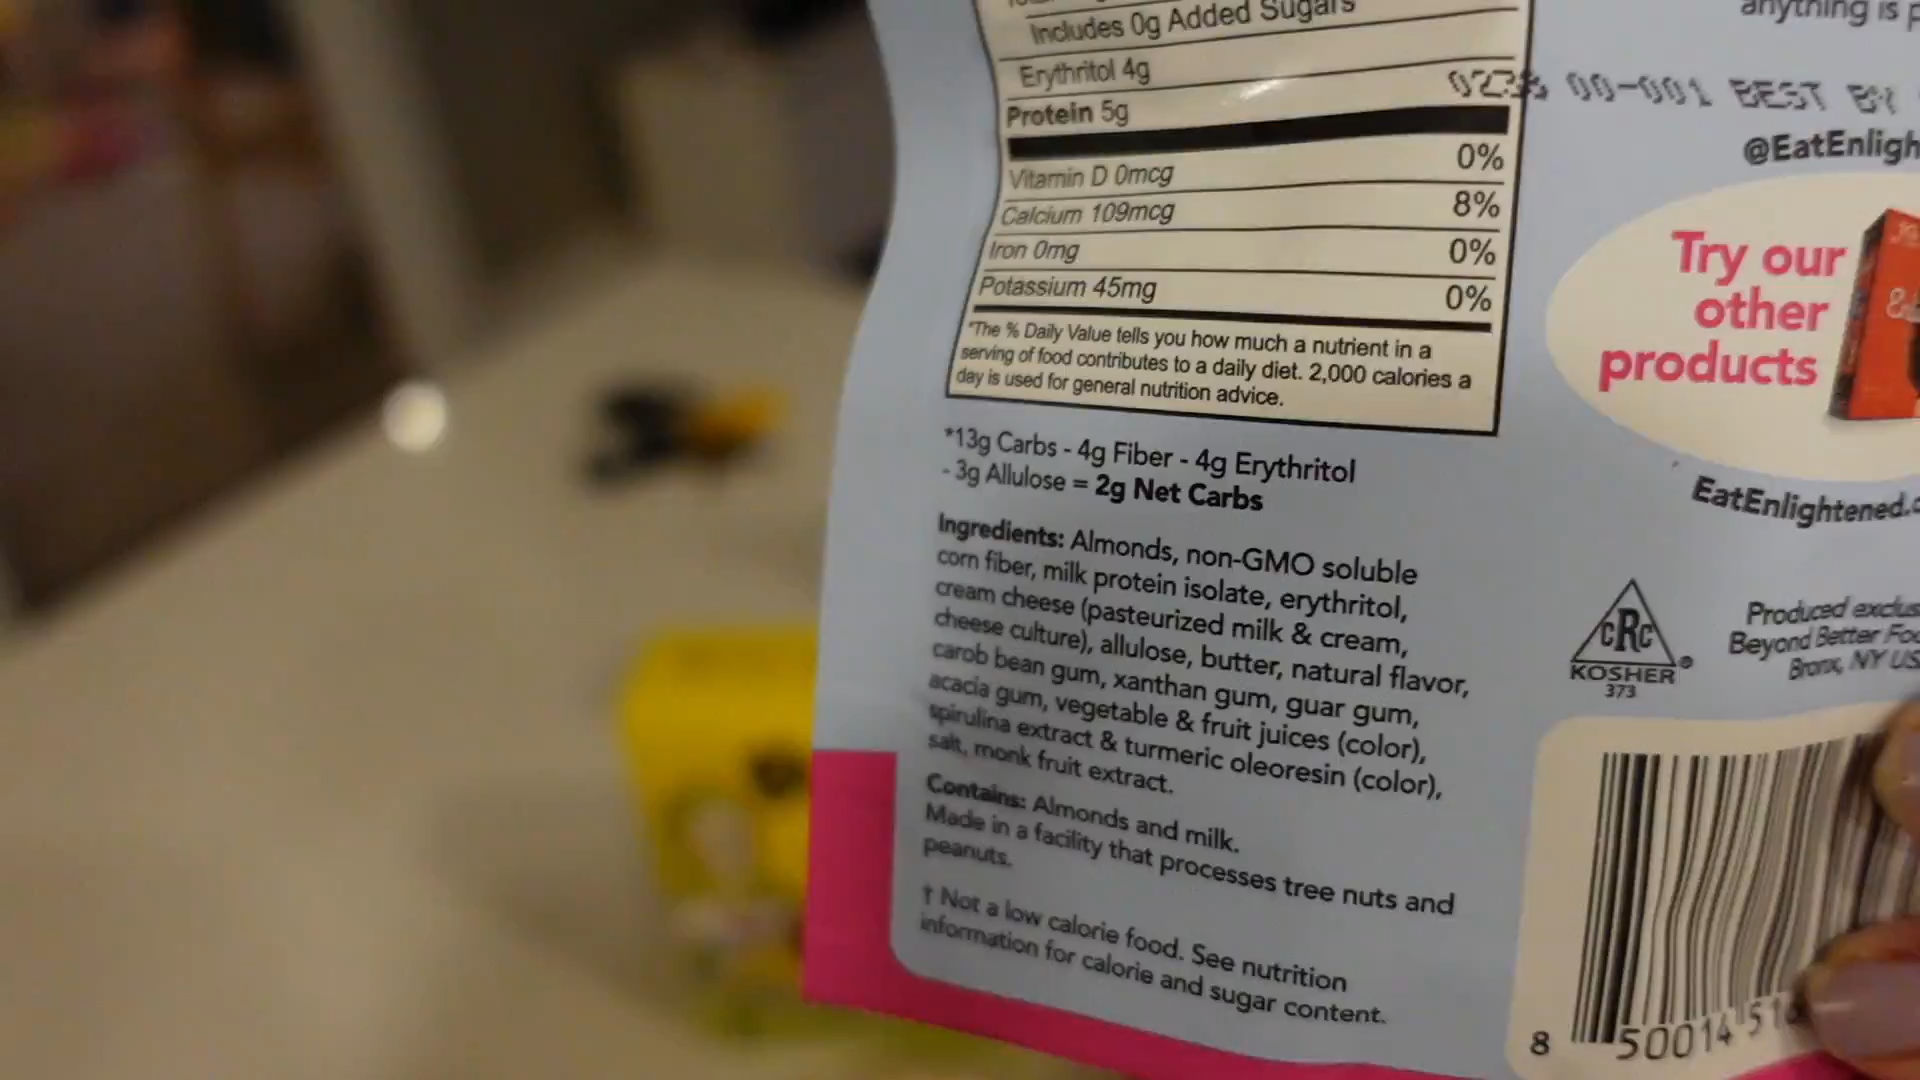 Includes 0g Added Sugars
Erythritol 4g
Protein 5g
Vitamin D 0mcg 0%
Calcium 109mcg 8%
Iron 0mg 0%
Potassium 45mg 0%
*The % Daily Value tells you how much a nutrient in a
serving of food contributes to a daily diet. 2,000 calories a
day is used for general nutrition advice.
*13g Carbs - 4g Fiber - 4g Erythritol
- 3g Allulose = 2g Net Carbs
Ingredients: Almonds, non-GMO soluble
corn fiber, milk protein isolate, erythritol,
cream cheese (pasteurized milk & cream,
cheese culture), allulose, butter, natural flavor,
carob bean gum, xanthan gum, guar gum,
acacia gum, vegetable & fruit juices (color),
spirulina extract & turmeric oleoresin (color),
salt, monk fruit extract.
Contains: Almonds and milk.
Made in a facility that processes tree nuts and
peanuts.
† Not a low calorie food. See nutrition
information for calorie and sugar content.
anything is
00-001 BEST BY
@EatEnligh
Try our
other
products
EatEnlightened.
CRC
KOSHER
373
Produced
Beyond Better
Bronx, NY
8 50014